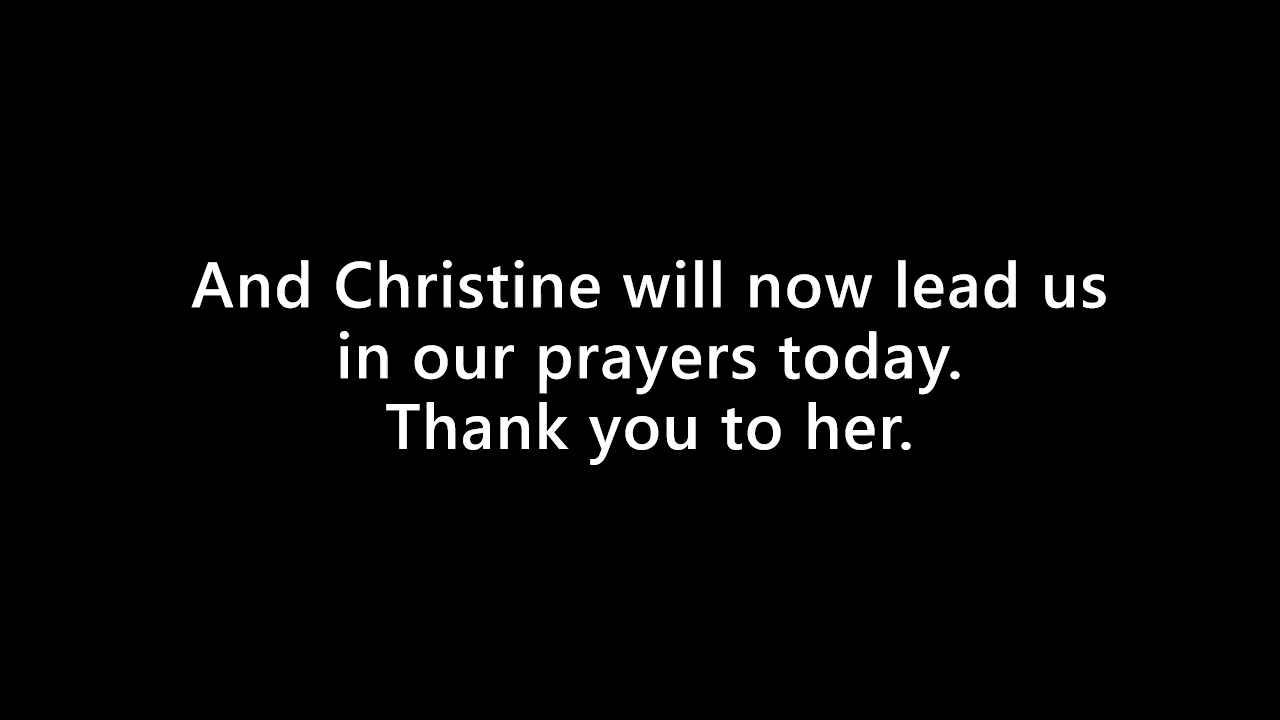 And Christine will now lead us
in our prayers today.
Thank you to her.